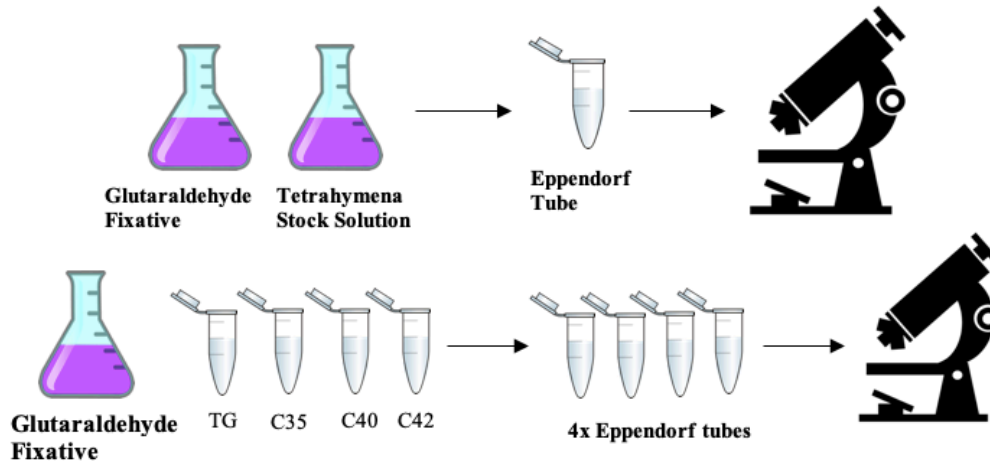 Glutaraldehyde
Fixative
Tetrahymena
Stock Solution
Eppendorf
Tube
Glutaraldehyde
Fixative
TG
C35
C40
C42
4x Eppendorf tubes